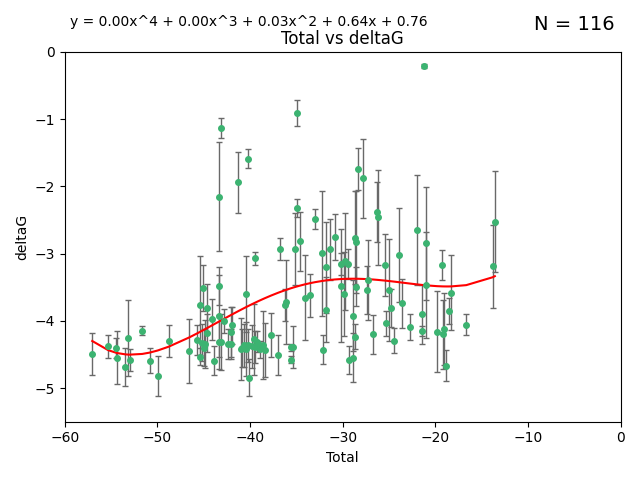 y = 0.00x^4 + 0.00x^3 + 0.03x^2 + 0.64x + 0.76
N = 116
Total vs deltaG
0
−1
−2
−3
−4
−5
deltaG
−60 −50 −40 −30 −20 −10 0
Total